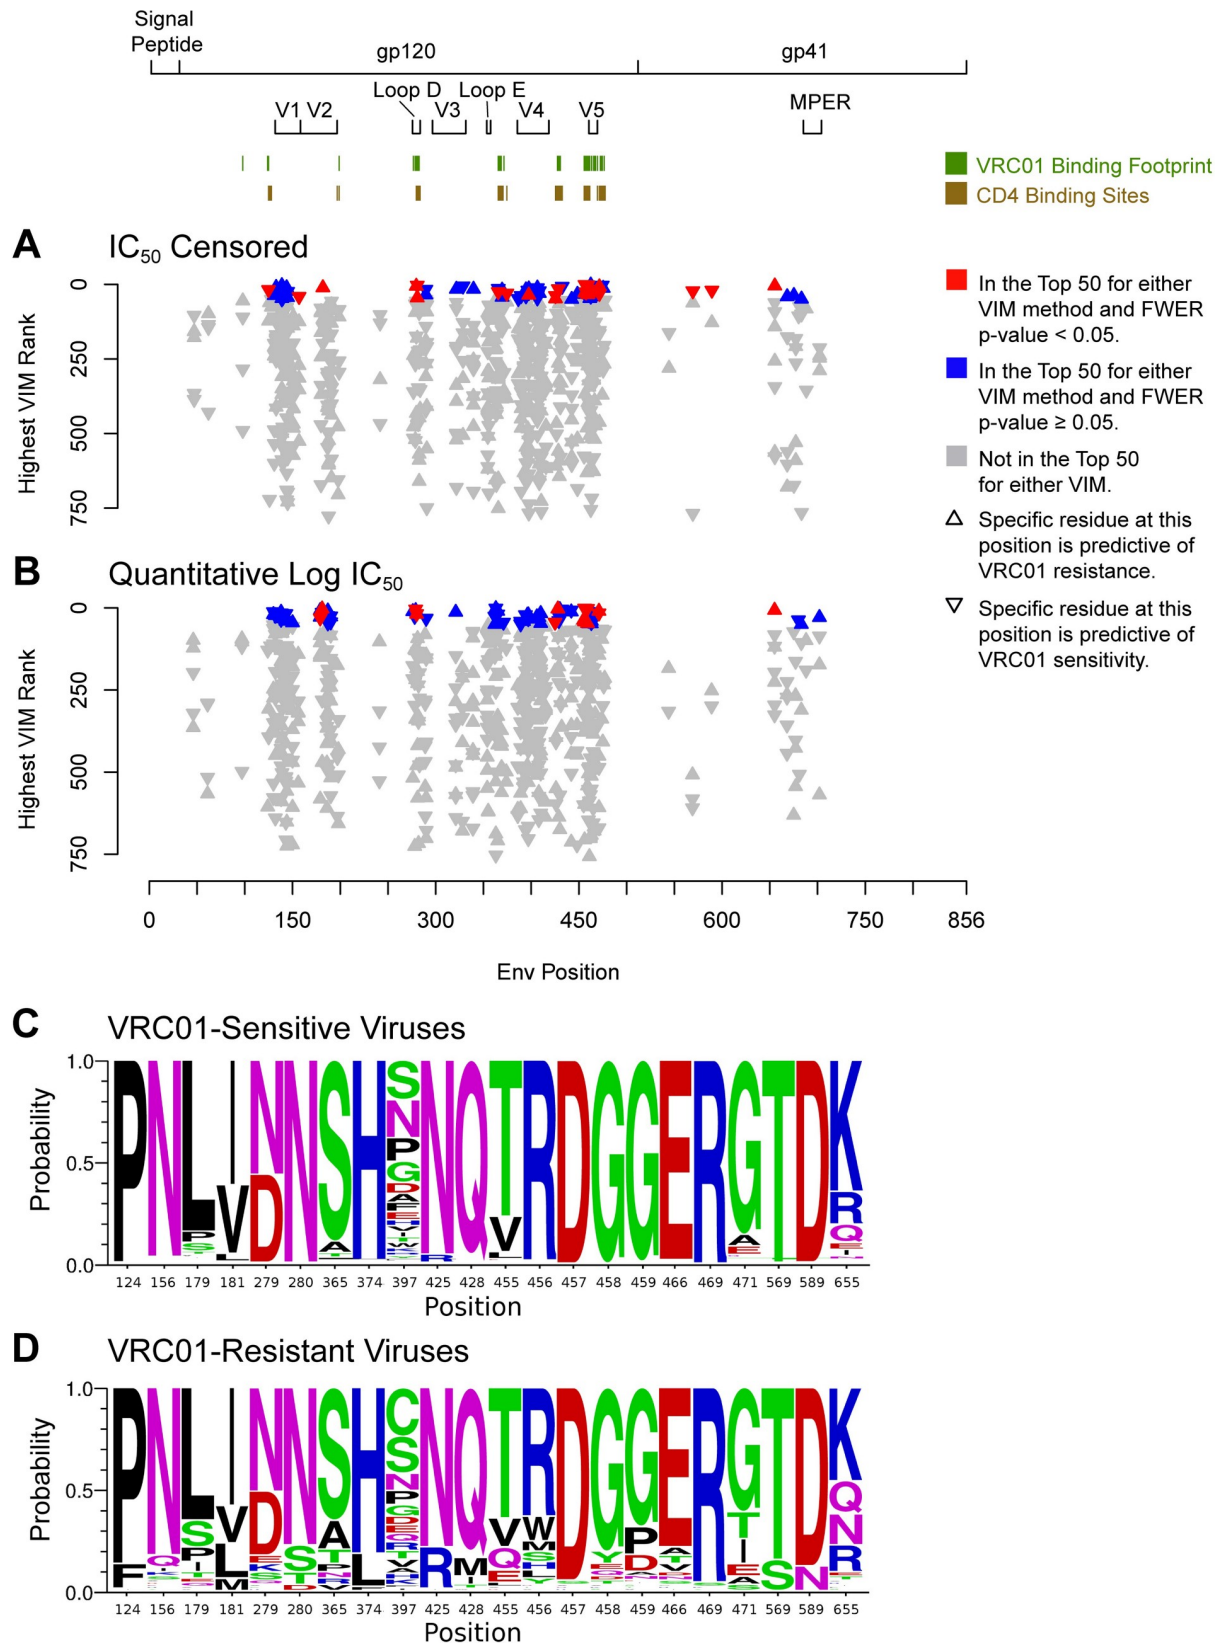 Signal
Peptide
gp120
gp41
Loop D
Loop E
V1 V2
V3
V4
V5
MPER
VRC01 Binding Footprint
CD4 Binding Sites
A
IC50 Censored
Highest VIM Rank
0
250
500
750
In the Top 50 for either
VIM method and FWER
p-value < 0.05.
In the Top 50 for either
VIM method and FWER
p-value ≥ 0.05.
Not in the Top 50
for either VIM.
Specific residue at this
position is predictive of
VRC01 resistance.
Specific residue at this
position is predictive of
VRC01 sensitivity.
B
Quantitative Log IC50
Highest VIM Rank
0
250
500
750
0 150 300 450 600 750 856
Env Position
C
VRC01-Sensitive Viruses
Probability
1.0
0.5
0.0
PNLINNSHSNQTRDGGERGTDK
124 156 179 181 279 280 365 374 397 425 428 455 456 457 458 459 466 469 471 569 589 655
Position
D
VRC01-Resistant Viruses
Probability
1.0
0.5
0.0
PNLINNSHCNQTRDGGERGTDK
124 156 179 181 279 280 365 374 397 425 428 455 456 457 458 459 466 469 471 569 589 655
Position